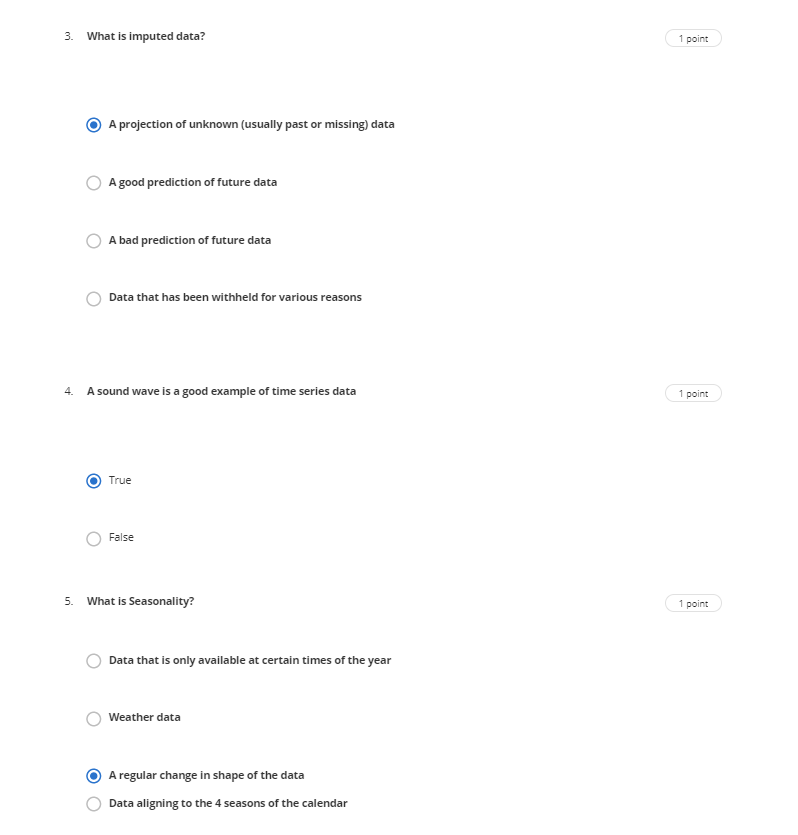 3. What is imputed data?
1 point
A projection of unknown (usually past or missing) data
A good prediction of future data
A bad prediction of future data
Data that has been withheld for various reasons
4. A sound wave is a good example of time series data
1 point
True
False
5. What is Seasonality?
1 point
Data that is only available at certain times of the year
Weather data
A regular change in shape of the data
Data aligning to the 4 seasons of the calendar